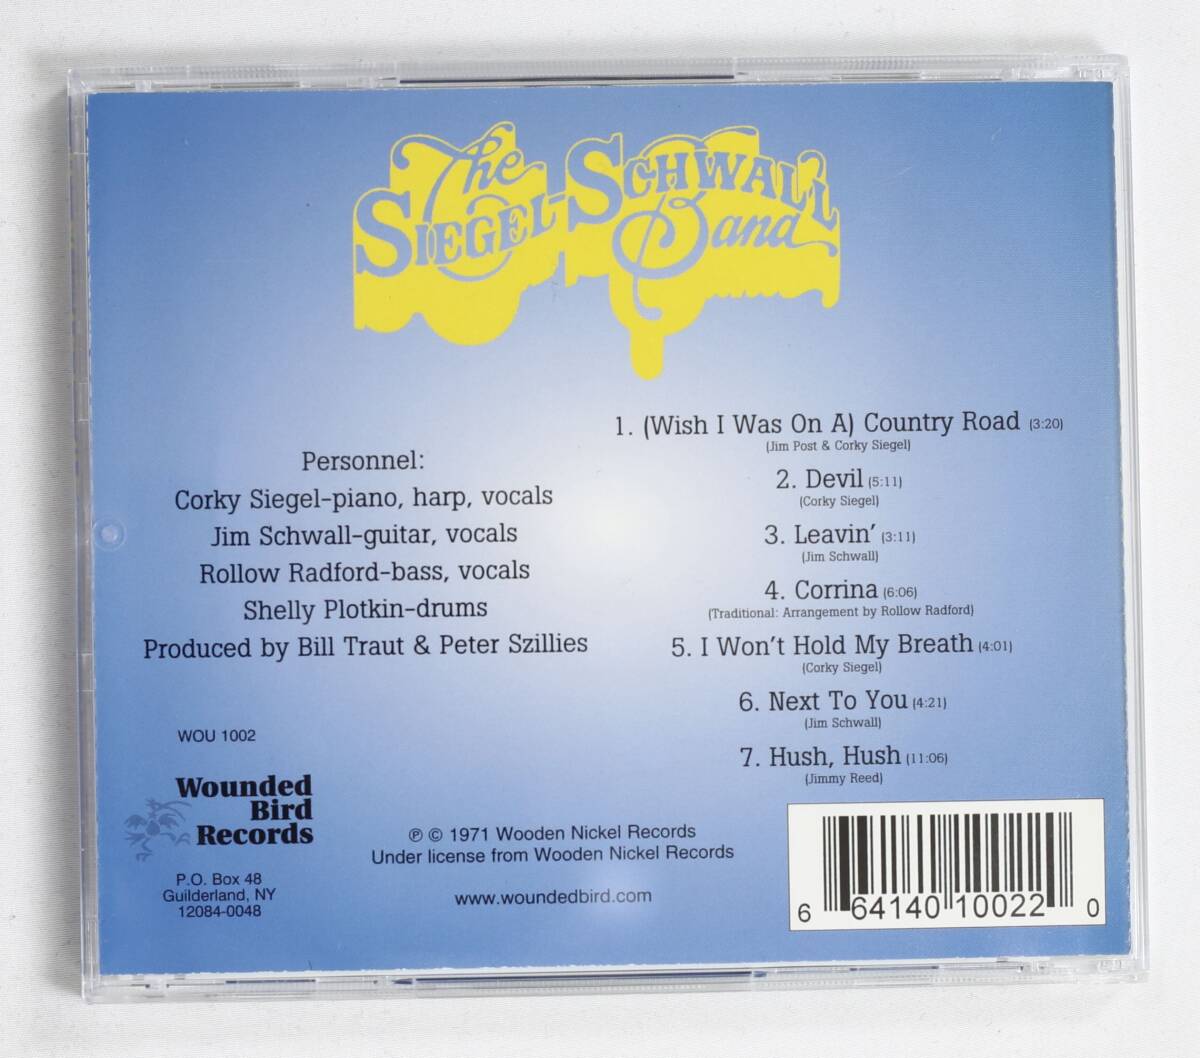 The
SIEGEL-SCHWALL
Band
Personnel:
Corky Siegel-piano, harp, vocals
Jim Schwall-guitar, vocals
Rollow Radford-bass, vocals
Shelly Plotkin-drums
Produced by Bill Traut & Peter Szillies
1. (Wish I Was On A) Country Road (3:20)
(Jim Post & Corky Siegel)
2. Devil (5:11)
(Corky Siegel)
3. Leavin' (3:11)
(Jim Schwall)
4. Corrina (6:06)
(Traditional: Arrangement by Rollow Radford)
5. I Won't Hold My Breath (4:01)
(Corky Siegel)
6. Next To You (4:21)
(Jim Schwall)
7. Hush, Hush (11:06)
(Jimmy Reed)
WOU 1002
Wounded
Bird
Records
P.O. Box 48
Guilderland, NY
12084-0048
℗ © 1971 Wooden Nickel Records
Under license from Wooden Nickel Records
www.woundedbird.com
6 64140 10022 0